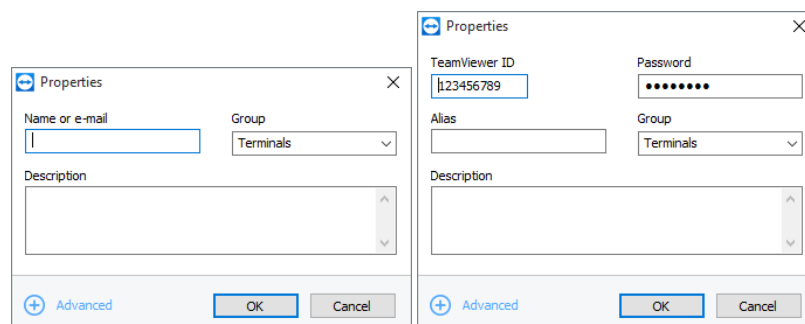 Properties
Name or e-mail
Group
Terminals
Description
Advanced
OK
Cancel
Properties
TeamViewer ID
Password
123456789
••••••••
Alias
Group
Terminals
Description
Advanced
OK
Cancel